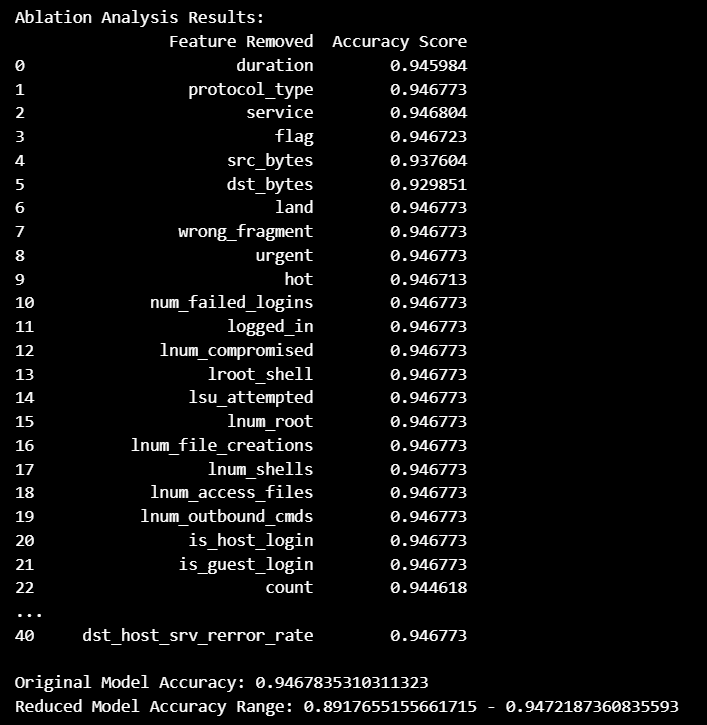 Ablation Analysis Results:
Feature Removed Accuracy Score
0 duration 0.945984
1 protocol_type 0.946773
2 service 0.946804
3 flag 0.946723
4 src_bytes 0.937604
5 dst_bytes 0.929851
6 land 0.946773
7 wrong_fragment 0.946773
8 urgent 0.946773
9 hot 0.946713
10 num_failed_logins 0.946773
11 logged_in 0.946773
12 lnum_compromised 0.946773
13 lroot_shell 0.946773
14 lsu_attempted 0.946773
15 lnum_root 0.946773
16 lnum_file_creations 0.946773
17 lnum_shells 0.946773
18 lnum_access_files 0.946773
19 lnum_outbound_cmds 0.946773
20 is_host_login 0.946773
21 is_guest_login 0.946773
22 count 0.944618
...
40 dst_host_srv_rerror_rate 0.946773
Original Model Accuracy: 0.9467835310311323
Reduced Model Accuracy Range: 0.8917655155661715 - 0.9472187360835593